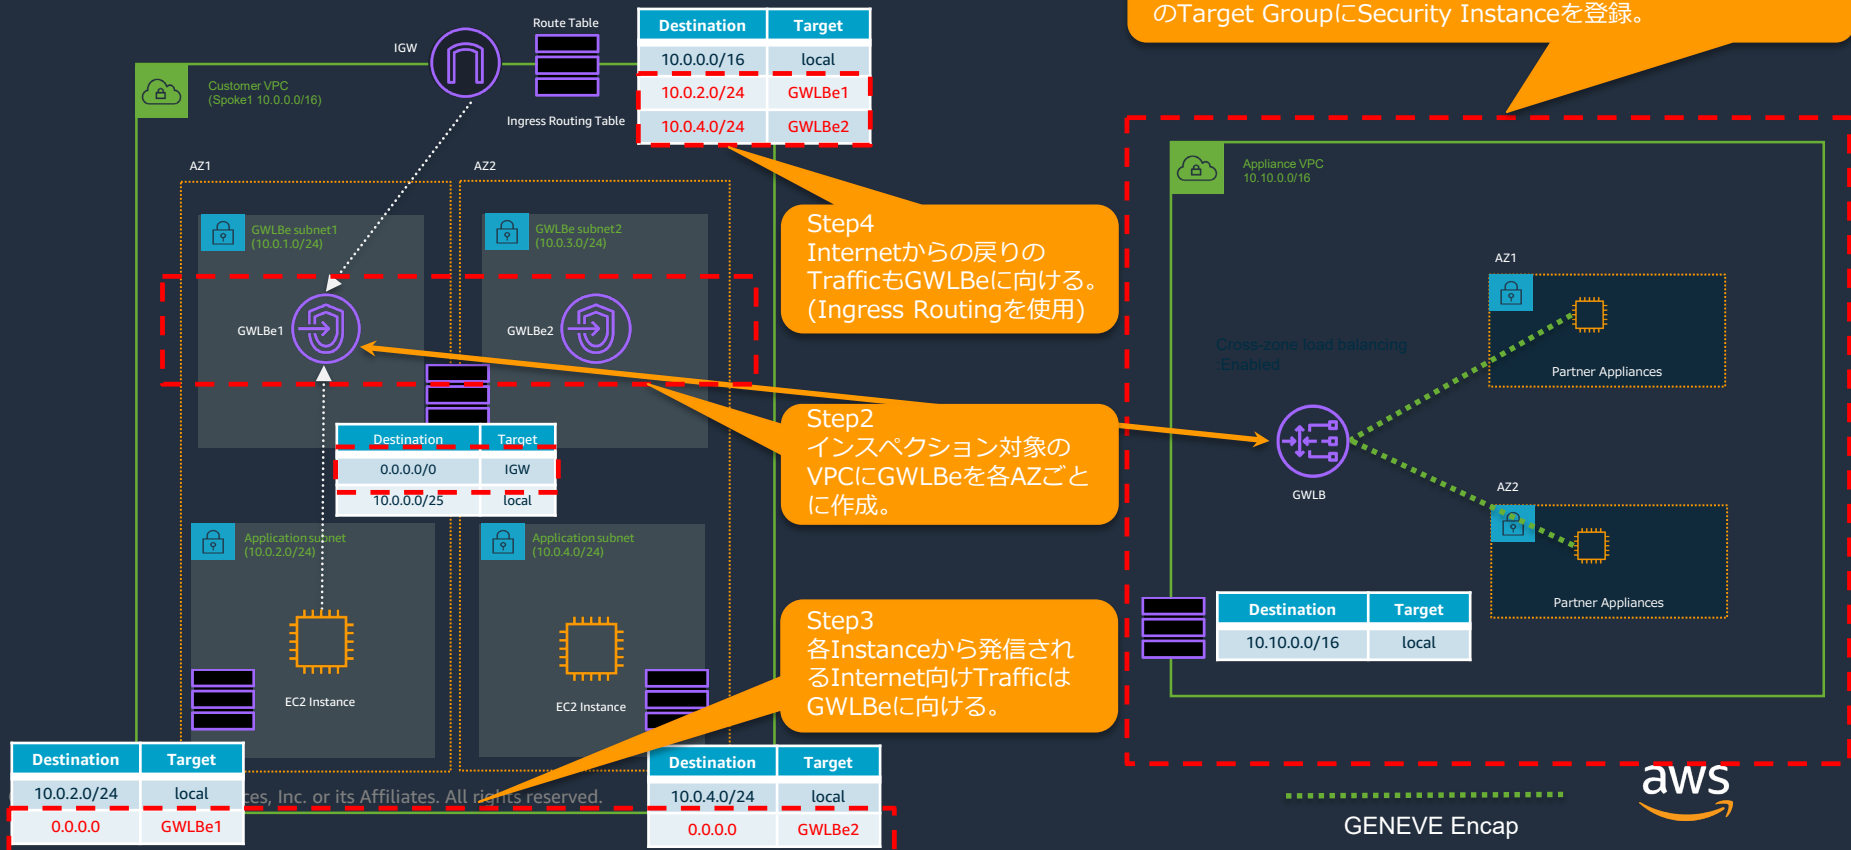 のTarget GroupにSecurity Instanceを登録。
Route Table
IGW
Ingress Routing Table
Destination Target
10.0.0.0/16 local
10.0.2.0/24 GWLBe1
10.0.4.0/24 GWLBe2
Customer VPC
(Spoke1 10.0.0.0/16)
AZ1
AZ2
GWLBe subnet1
(10.0.1.0/24)
GWLBe subnet2
(10.0.3.0/24)
GWLBe1
GWLBe2
Destination Target
0.0.0.0/0 IGW
10.0.0.0/25 local
Application subnet
(10.0.2.0/24)
Application subnet
(10.0.4.0/24)
EC2 Instance
EC2 Instance
Destination Target
10.0.2.0/24 local
0.0.0.0 GWLBe1
Destination Target
10.0.4.0/24 local
0.0.0.0 GWLBe2
Inc. or its Affiliates. All rights reserved.
Step4
Internetからの戻りの
TrafficもGWLBeに向ける。
(Ingress Routingを使用)
Step2
インスペクション対象の
VPCにGWLBeを各AZごと
に作成。
Step3
各Instanceから発信され
るInternet向けTrafficは
GWLBeに向ける。
Appliance VPC
10.10.0.0/16
AZ1
Partner Appliances
Cross-zone load balancing
:Enabled
GWLB
AZ2
Partner Appliances
Destination Target
10.10.0.0/16 local
GENEVE Encap
aws